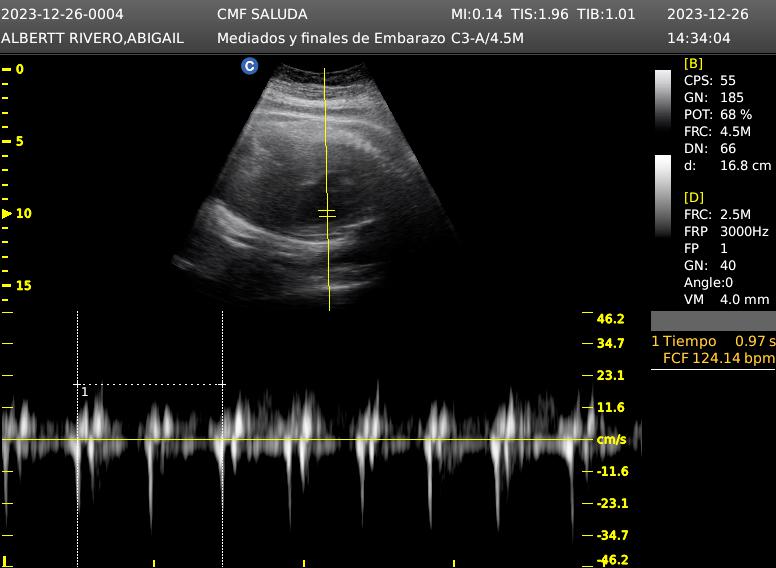 2023-12-26-0004 CMF SALUDA MI:0.14 TIS:1.96 TIB:1.01 2023-12-26
ALBERTT RIVERO,ABIGAIL Mediados y finales de Embarazo C3-A/4.5M 14:34:04
C
0
5
10
15
[B]
CPS: 55
GN: 185
POT: 68 %
FRC: 4.5M
DN: 66
d: 16.8 cm
[D]
FRC: 2.5M
FRP 3000Hz
FP 1
GN: 40
Angle:0
VM 4.0 mm
1 Tiempo 0.97 s
FCF 124.14 bpm
46.2
34.7
23.1
11.6
cm/s
-11.6
-23.1
-34.7
-46.2
1